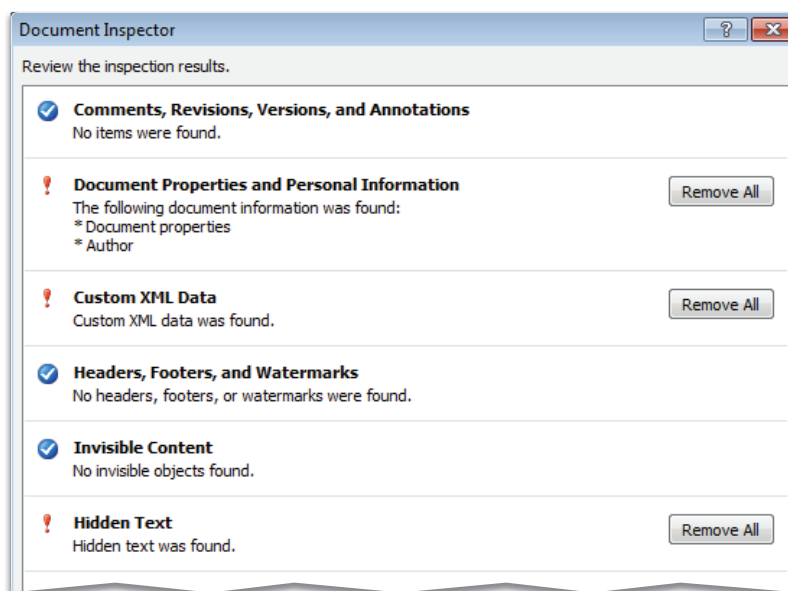 Document Inspector
?
Review the inspection results.
Comments, Revisions, Versions, and Annotations
No items were found.
Document Properties and Personal Information
Remove All
The following document information was found:
* Document properties
* Author
Custom XML Data
Remove All
Custom XML data was found.
Headers, Footers, and Watermarks
No headers, footers, or watermarks were found.
Invisible Content
No invisible objects found.
Hidden Text
Remove All
Hidden text was found.